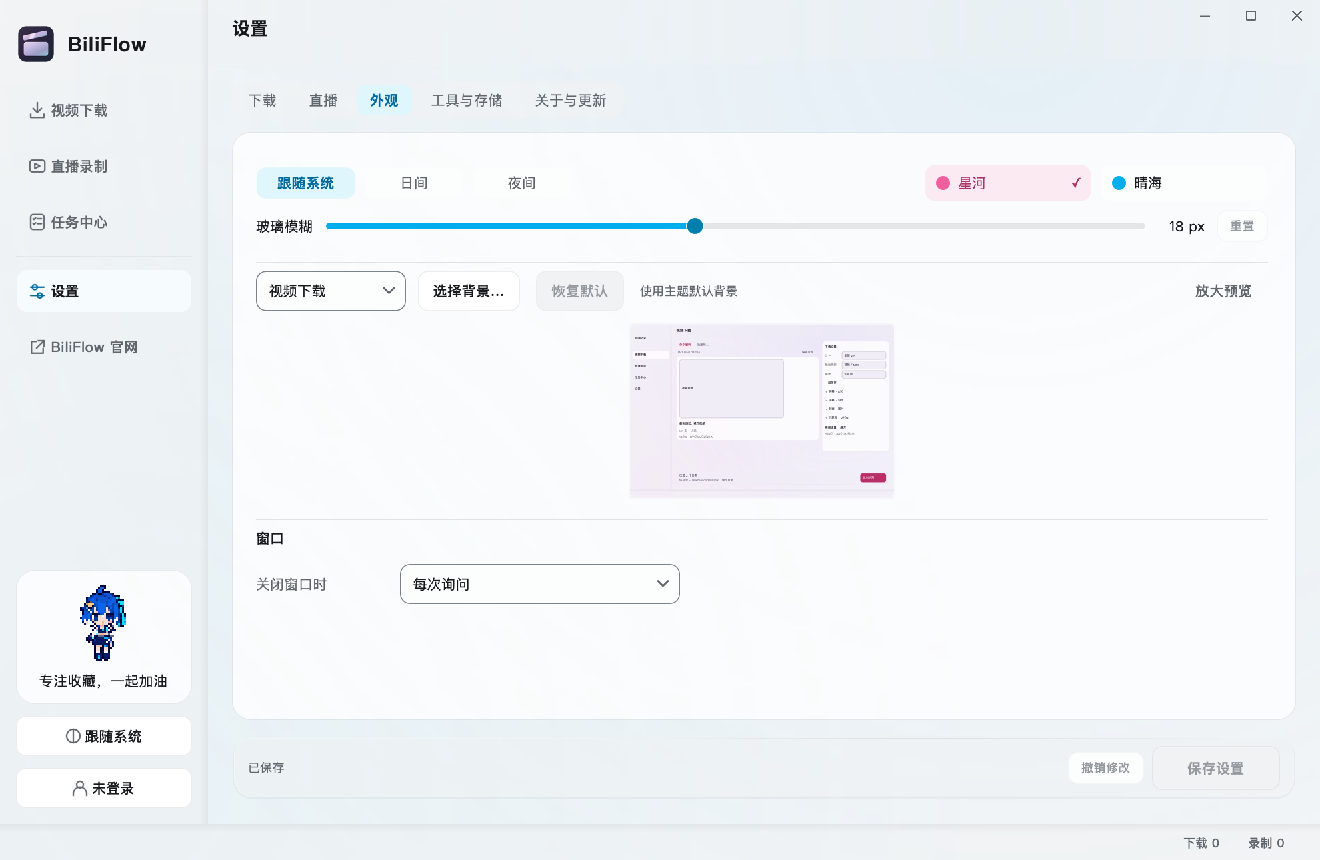 BiliFlow
视频下载
直播录制
任务中心
设置
BiliFlow 官网
专注收藏，一起加油
跟随系统
未登录
设置
下载 直播 外观 工具与存储 关于与更新
跟随系统 日间 夜间 星河 ✓ 晴海
玻璃模糊 18 px 重置
视频下载 选择背景... 恢复默认 使用主题默认背景 放大预览
窗口
关闭窗口时 每次询问
已保存 撤销修改 保存设置
下载 0 录制 0